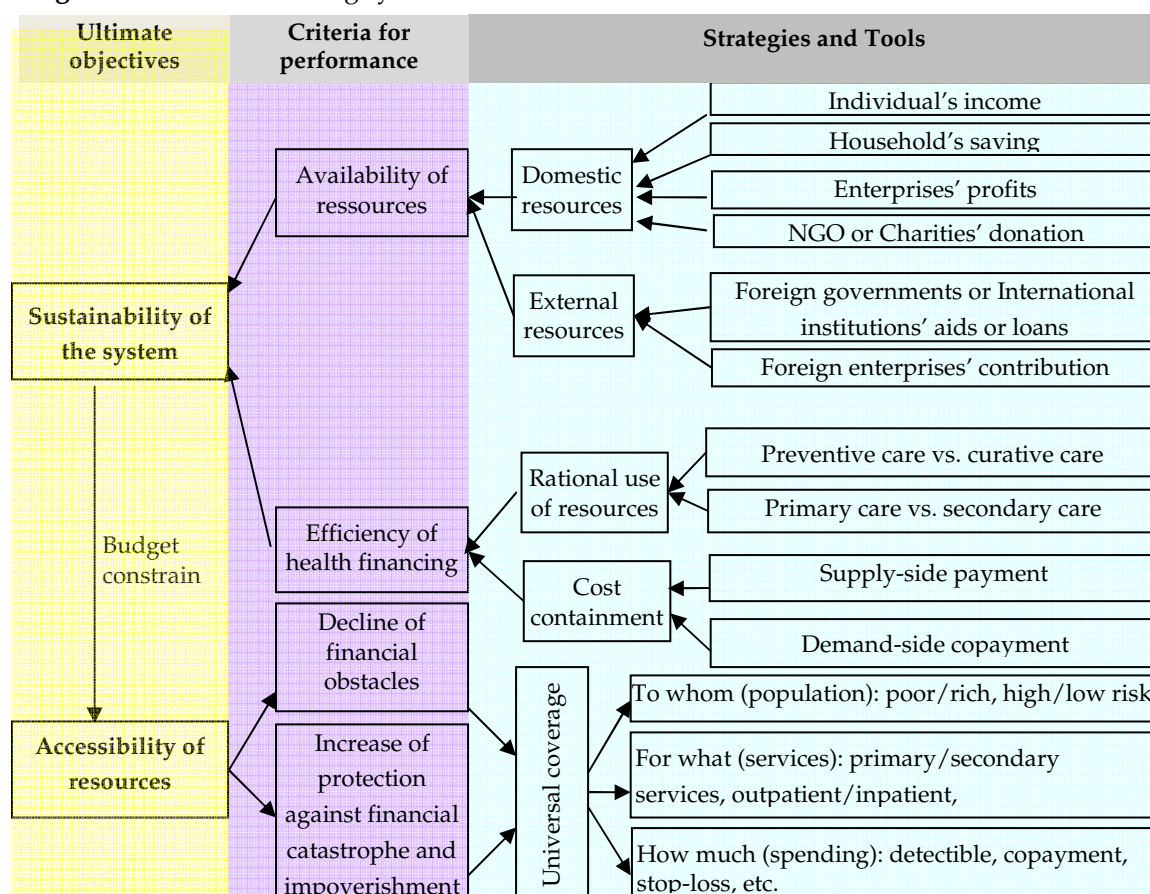 Ultimate
objectives
Criteria for
performance
Strategies and Tools
Individual's income
Household's saving
Availability of
ressources
Domestic
resources
Enterprises' profits
NGO or Charities' donation
External
resources
Foreign governments or International
institutions' aids or loans
Foreign enterprises' contribution
Sustainability of
the system
Rational use
of resources
Preventive care vs. curative care
Primary care vs. secondary care
Efficiency of
health financing
Budget
constrain
Cost
containment
Supply-side payment
Demand-side copayment
Decline of
financial
obstacles
Accessibility of
resources
Increase of
protection
against financial
catastrophe and
impoverishment
Universal coverage
To whom (population): poor/rich, high/low risk
For what (services): primary/secondary
services, outpatient/inpatient,
How much (spending): detectible, copayment,
stop-loss, etc.